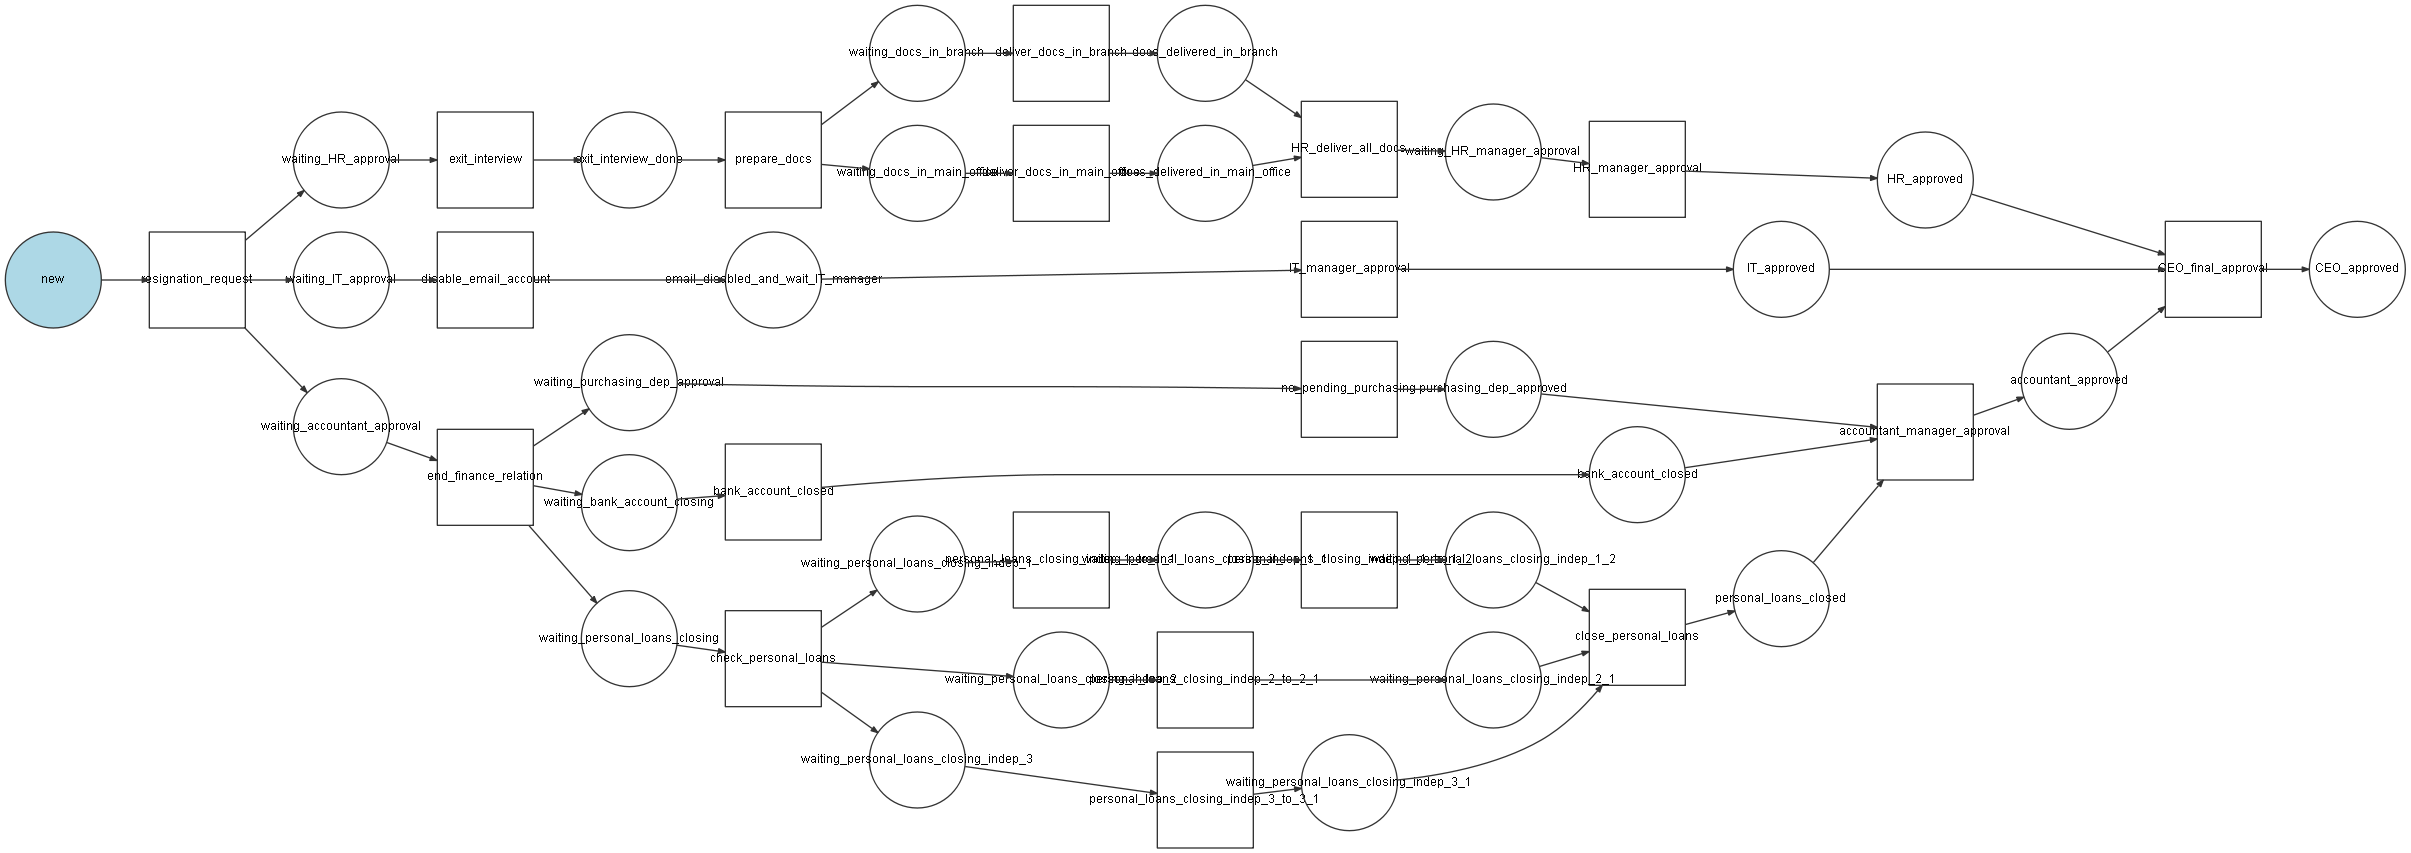 waiting_docs_in_branch
deliver_docs_in_branch
docs_delivered_in_branch
waiting_HR_approval
exit_interview
exit_interview_done
prepare_docs
waiting_docs_in_main_office
deliver_docs_in_main_office
docs_delivered_in_main_office
HR_deliver_all_docs
waiting_HR_manager_approval
HR_manager_approval
HR_approved
new
resignation_request
waiting_IT_approval
disable_email_account
email_disabled_and_wait_IT_manager
IT_manager_approval
IT_approved
CEO_final_approval
CEO_approved
waiting_purchasing_dep_approval
no_pending_purchasing
purchasing_dep_approved
accountant_approved
waiting_accountant_approval
accountant_manager_approval
end_finance_relation
waiting_bank_account_closing
bank_account_closed
bank_account_closed
waiting_personal_loans_closing_indep_1
personal_loans_closing_indep_1_to_1_1
waiting_personal_loans_closing_indep_1_1
personal_loans_closing_indep_1_1_to_1_2
waiting_personal_loans_closing_indep_1_2
waiting_personal_loans_closing
check_personal_loans
waiting_personal_loans_closing_indep_2
personal_loans_closing_indep_2_to_2_1
waiting_personal_loans_closing_indep_2_1
close_personal_loans
personal_loans_closed
waiting_personal_loans_closing_indep_3
personal_loans_closing_indep_3_to_3_1
waiting_personal_loans_closing_indep_3_1